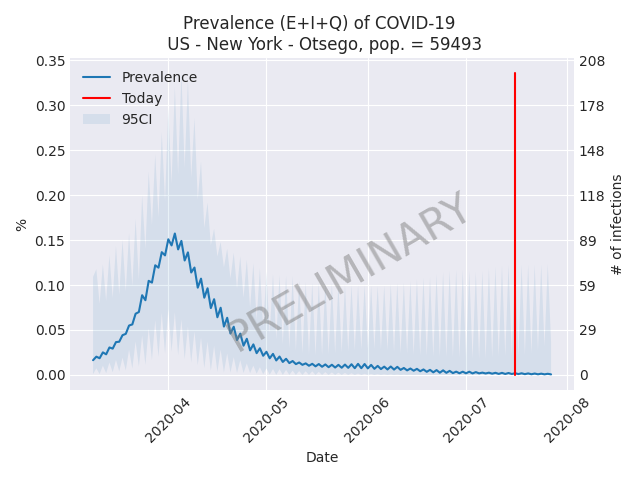 Prevalence (E+I+Q) of COVID-19
US - New York - Otsego, pop. = 59493
Prevalence
Today
95CI
PRELIMINARY
0.35
0.30
0.25
0.20
0.15
0.10
0.05
0.00
%
208
178
148
118
89
59
29
0
# of infections
2020-04
2020-05
2020-06
2020-07
2020-08
Date